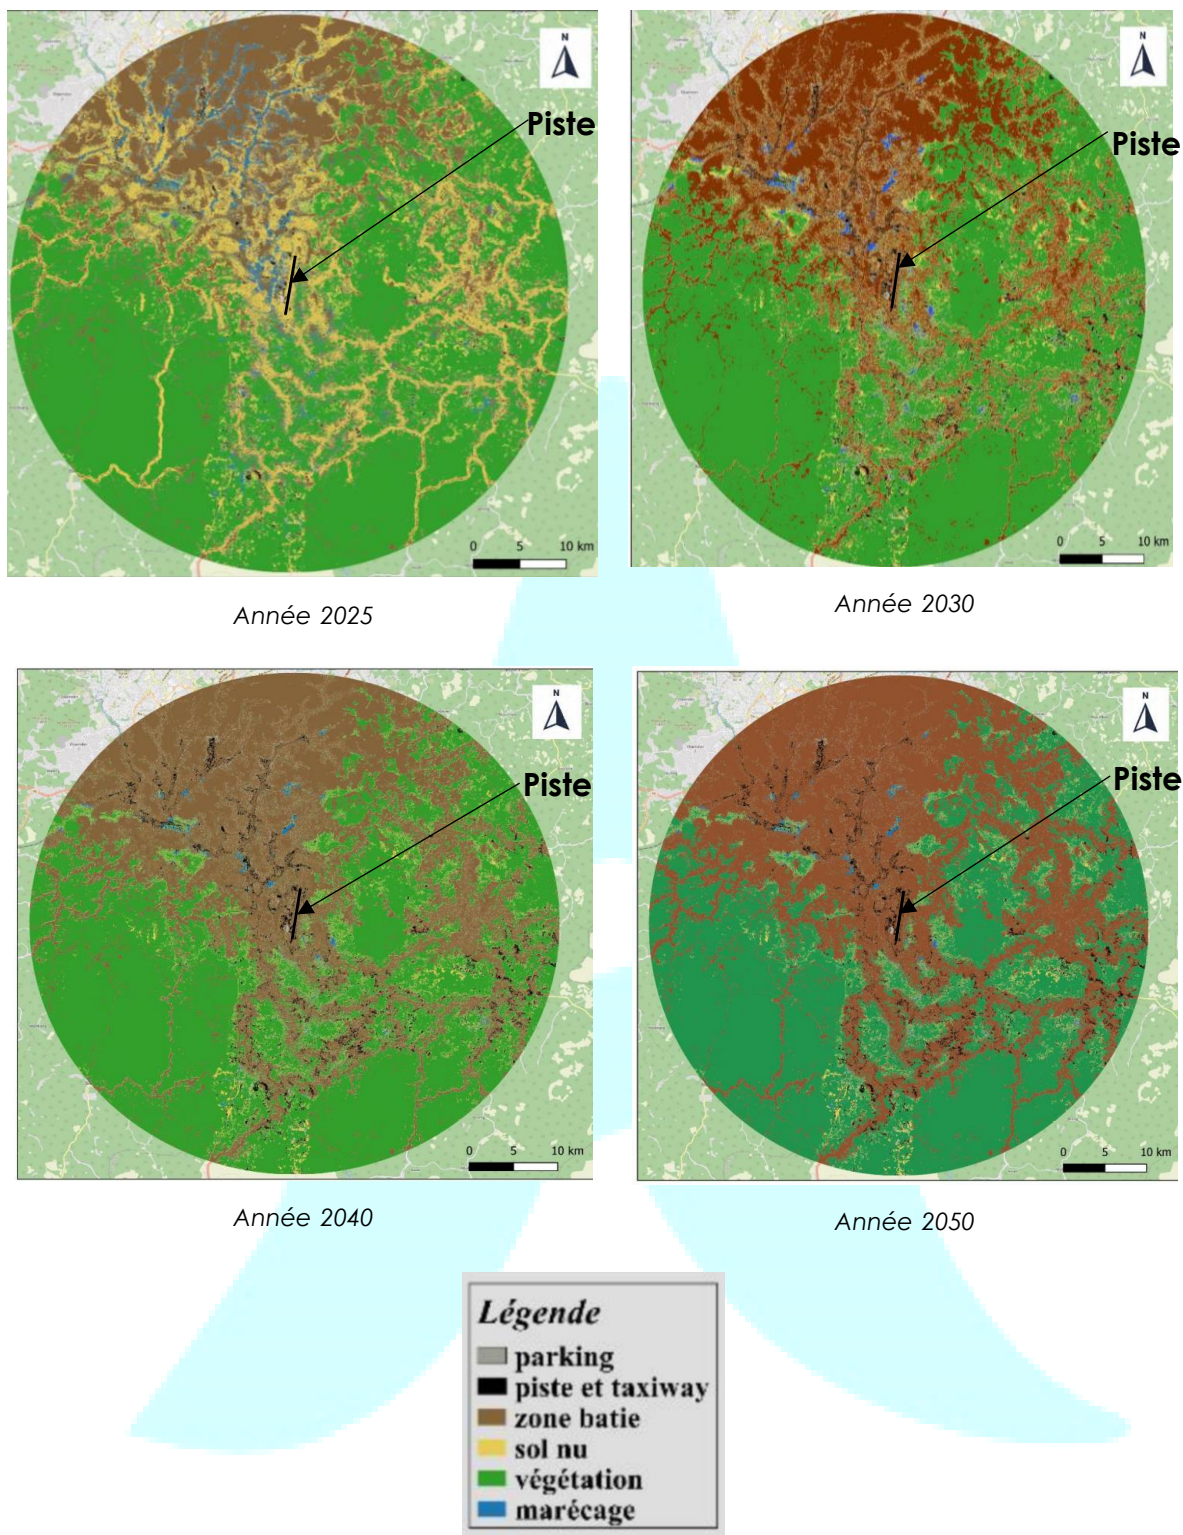 N
N
Piste
Piste
0 5 10 km
0 5 10 km
Année 2025
Année 2030
N
N
Piste
Piste
0 5 10 km
0 5 10 km
Année 2040
Année 2050
Légende
parking
piste et taxiway
zone batie
sol nu
végétation
marécage